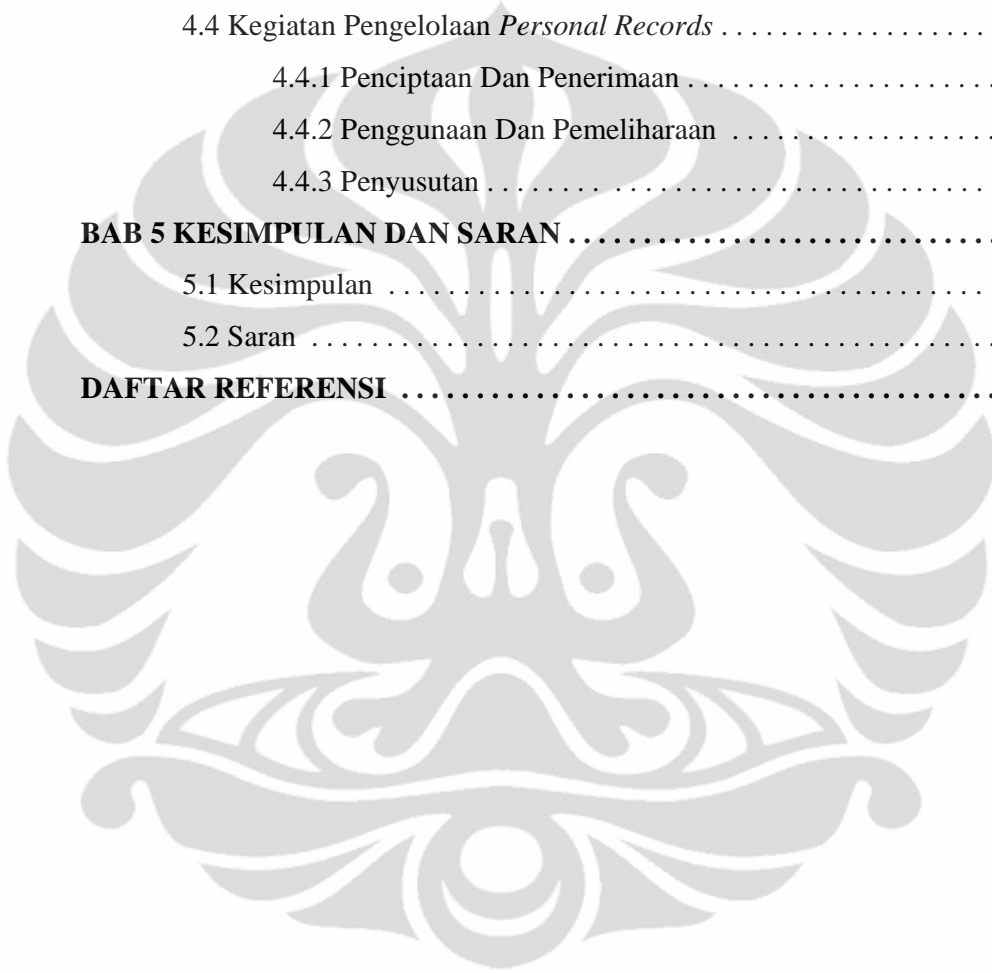 4.4 Kegiatan Pengelolaan Personal Records . . . . . . . . . . . . . . . . . . .
4.4.1 Penciptaan Dan Penerimaan . . . . . . . . . . . . . . . . . . . . .
4.4.2 Penggunaan Dan Pemeliharaan . . . . . . . . . . . . . . . . . .
4.4.3 Penyusutan . . . . . . . . . . . . . . . . . . . . . . . . . . . . . . . . . .
BAB 5 KESIMPULAN DAN SARAN . . . . . . . . . . . . . . . . . . . . . . . . . . . . .
5.1 Kesimpulan . . . . . . . . . . . . . . . . . . . . . . . . . . . . . . . . . . . . . . . . .
5.2 Saran . . . . . . . . . . . . . . . . . . . . . . . . . . . . . . . . . . . . . . . . . . . . . .
DAFTAR REFERENSI . . . . . . . . . . . . . . . . . . . . . . . . . . . . . . . . . . . . . . . .